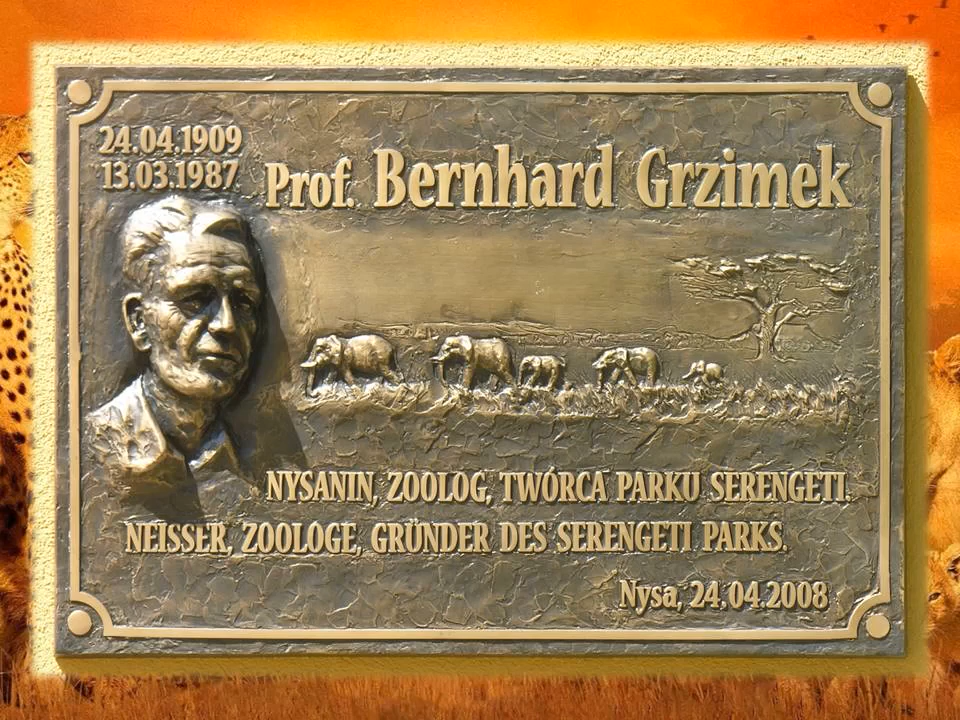 24.04.1909
13.03.1987
Prof. Bernhard Grzimek
NYSANIN, ZOOLOG, TWÓRCA PARKU SERENGETI.
NEISSER, ZOOLOGE, GRÜNDER DES SERENGETI PARKS.
Nysa, 24.04.2008